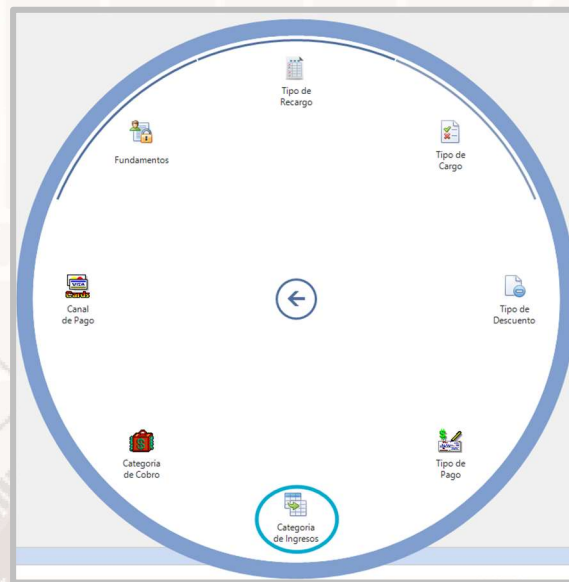 Tipo de
Recargo
Fundamentos
Tipo de
Cargo
Canal
de Pago
Tipo de
Descuento
Categoria
de Cobro
Tipo de
Pago
Categoria
de Ingresos